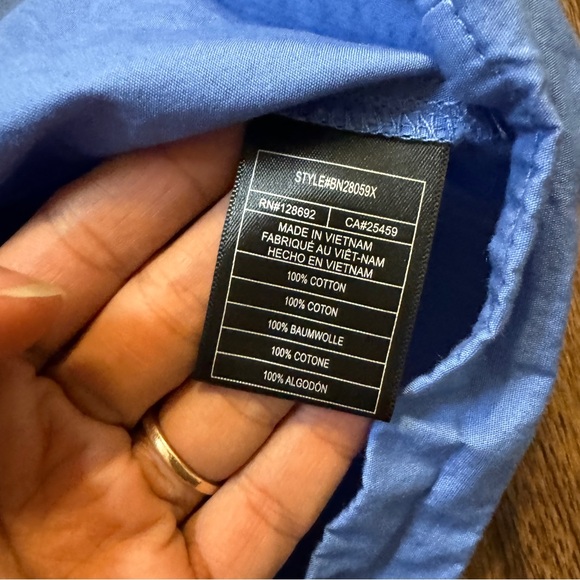 STYLE#BN28059X
RN#128692 CA#25459
MADE IN VIETNAM
FABRIQUÉ AU VIÊT-NAM
HECHO EN VIETNAM
100% COTTON
100% COTON
100% BAUMWOLLE
100% COTONE
100% ALGODÓN